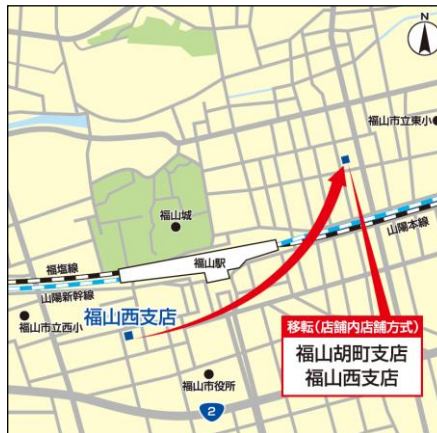 N
福山市立東小
福山城
福塩線
福山駅
山陽本線
山陽新幹線
福山西支店
福山市立西小
移転(店舗内店舗方式)
福山胡町支店
福山西支店
福山市役所
2